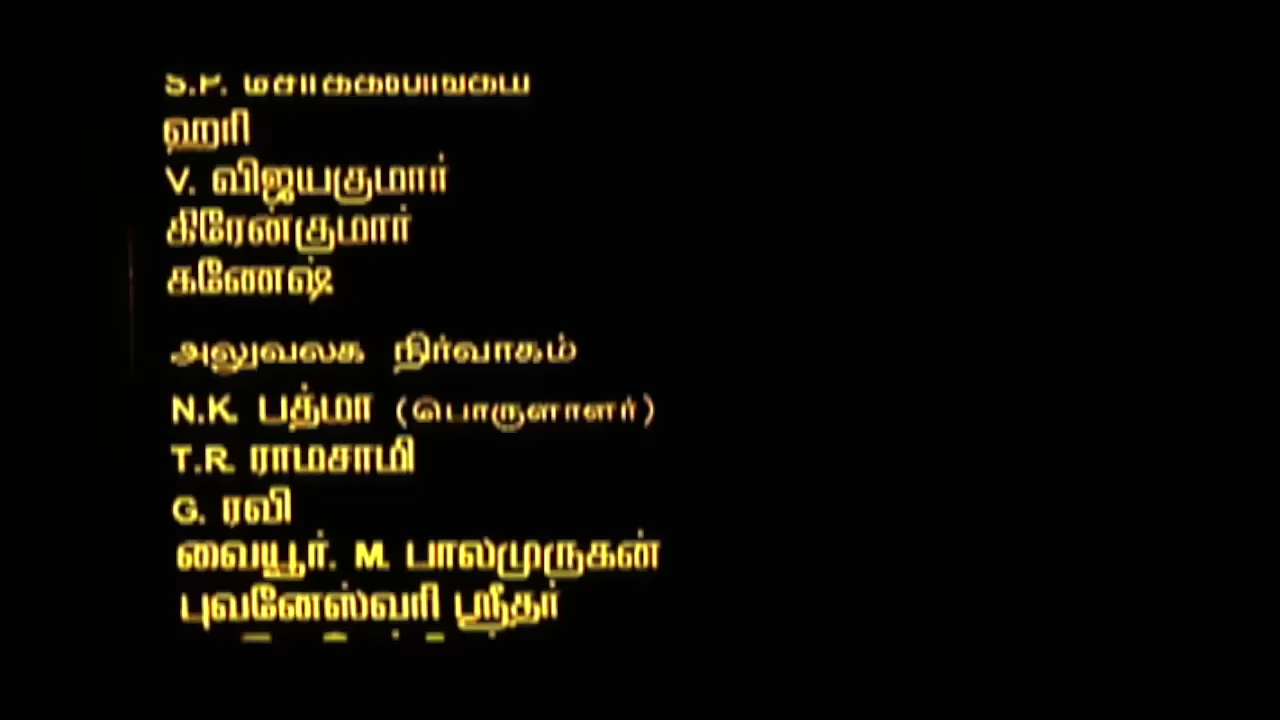 S.P.
ஹரி
V. விஜயகுமார்
கிரேன்குமார்
கணேஷ்
அலுவலக நிர்வாகம்
N.K. பத்மா (பொருளாளர்)
T.R. ராமசாமி
G. ரவி
வையூர். M. பாலமுருகன்
புவனேஸ்வரி ஸ்ரீதர்